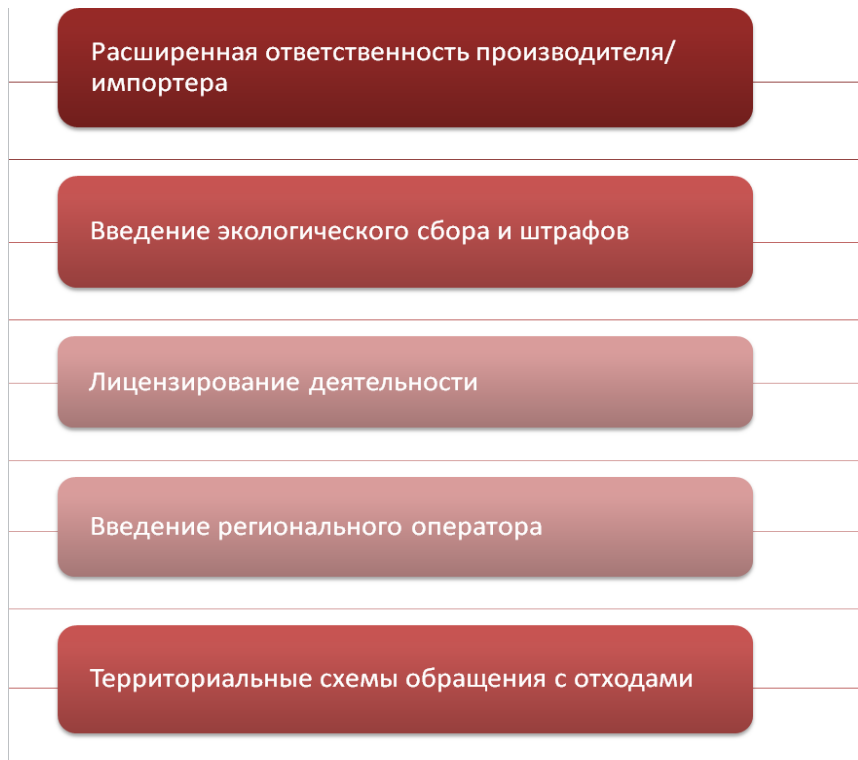 Расширенная ответственность производителя/
импортера
Введение экологического сбора и штрафов
Лицензирование деятельности
Введение регионального оператора
Территориальные схемы обращения с отходами